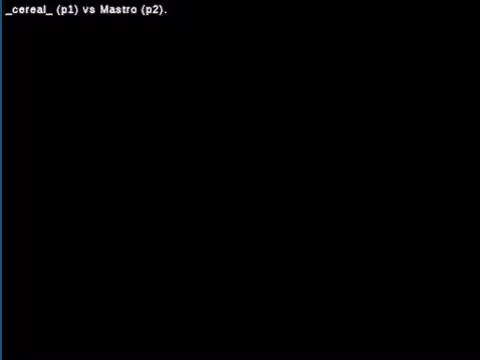 _cereal_ (p1) vs Mastro (p2).